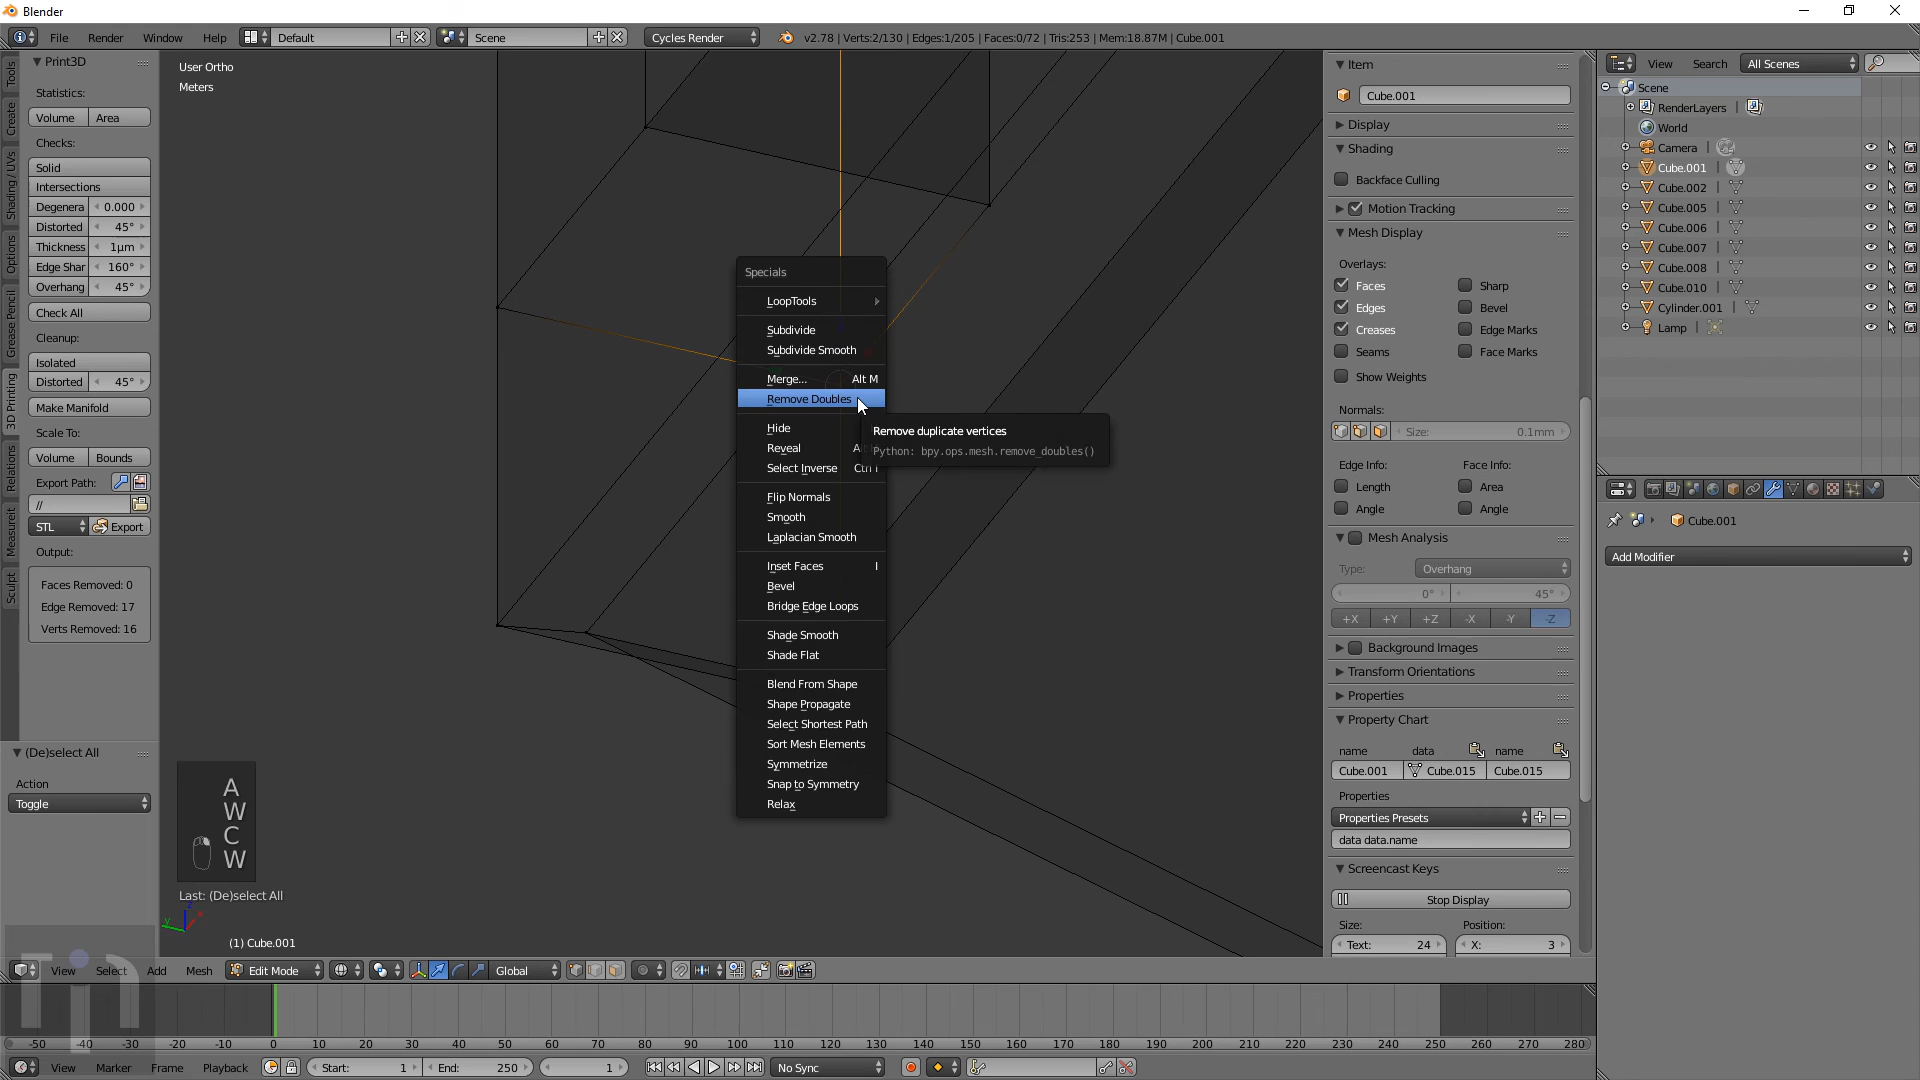 Blender
File Render Window Help Default Scene Cycles Render v2.78 | Verts:2/130 | Edges:1/205 | Faces:0/72 | Tris:253 | Mem:18.87M | Cube.001
Tools
Create
Shading / UVs
Options
Grease Pencil
3D Printing
Relations
Measureit
Sculpt
Print3D
Statistics:
Volume Area
Checks:
Solid
Intersections
Degenera 0.000
Distorted 45°
Thickness 1µm
Edge Shar 160°
Overhang 45°
Check All
Cleanup:
Isolated
Distorted 45°
Make Manifold
Scale To:
Volume Bounds
Export Path:
//
STL Export
Output:
Faces Removed: 0
Edge Removed: 17
Verts Removed: 16
(De)select All
Action
Toggle
User Ortho
Meters
Specials
LoopTools
Subdivide
Subdivide Smooth
Merge... Alt M
Remove Doubles
Hide
Reveal
Select Inverse Ctrl I
Flip Normals
Smooth
Laplacian Smooth
Inset Faces I
Bevel
Bridge Edge Loops
Shade Smooth
Shade Flat
Blend From Shape
Shape Propagate
Select Shortest Path
Sort Mesh Elements
Symmetrize
Snap to Symmetry
Relax
Remove duplicate vertices
Python: bpy.ops.mesh.remove_doubles()
A
W
C
W
Last: (De)select All
(1) Cube.001
Item
Cube.001
Display
Shading
Backface Culling
Motion Tracking
Mesh Display
Overlays:
Faces Sharp
Edges Bevel
Creases Edge Marks
Seams Face Marks
Show Weights
Normals:
Size: 0.1mm
Edge Info: Face Info:
Length Area
Angle Angle
Mesh Analysis
Type: Overhang
0° 45°
+X +Y +Z -X -Y -Z
Background Images
Transform Orientations
Properties
Property Chart
name data name
Cube.001 Cube.015 Cube.015
Properties
Properties Presets
data data.name
Screencast Keys
Stop Display
Size: Position:
Text: 24 X: 3
View Search All Scenes
Scene
RenderLayers
World
Camera
Cube.001
Cube.002
Cube.005
Cube.006
Cube.007
Cube.008
Cube.010
Cylinder.001
Lamp
Cube.001
Add Modifier
View Select Add Mesh Edit Mode Global
-50 -40 -30 -20 -10 0 10 20 30 40 50 60 70 80 90 100 110 120 130 140 150 160 170 180 190 200 210 220 230 240 250 260 270 280
View Marker Frame Playback Start: 1 End: 250 1 No Sync